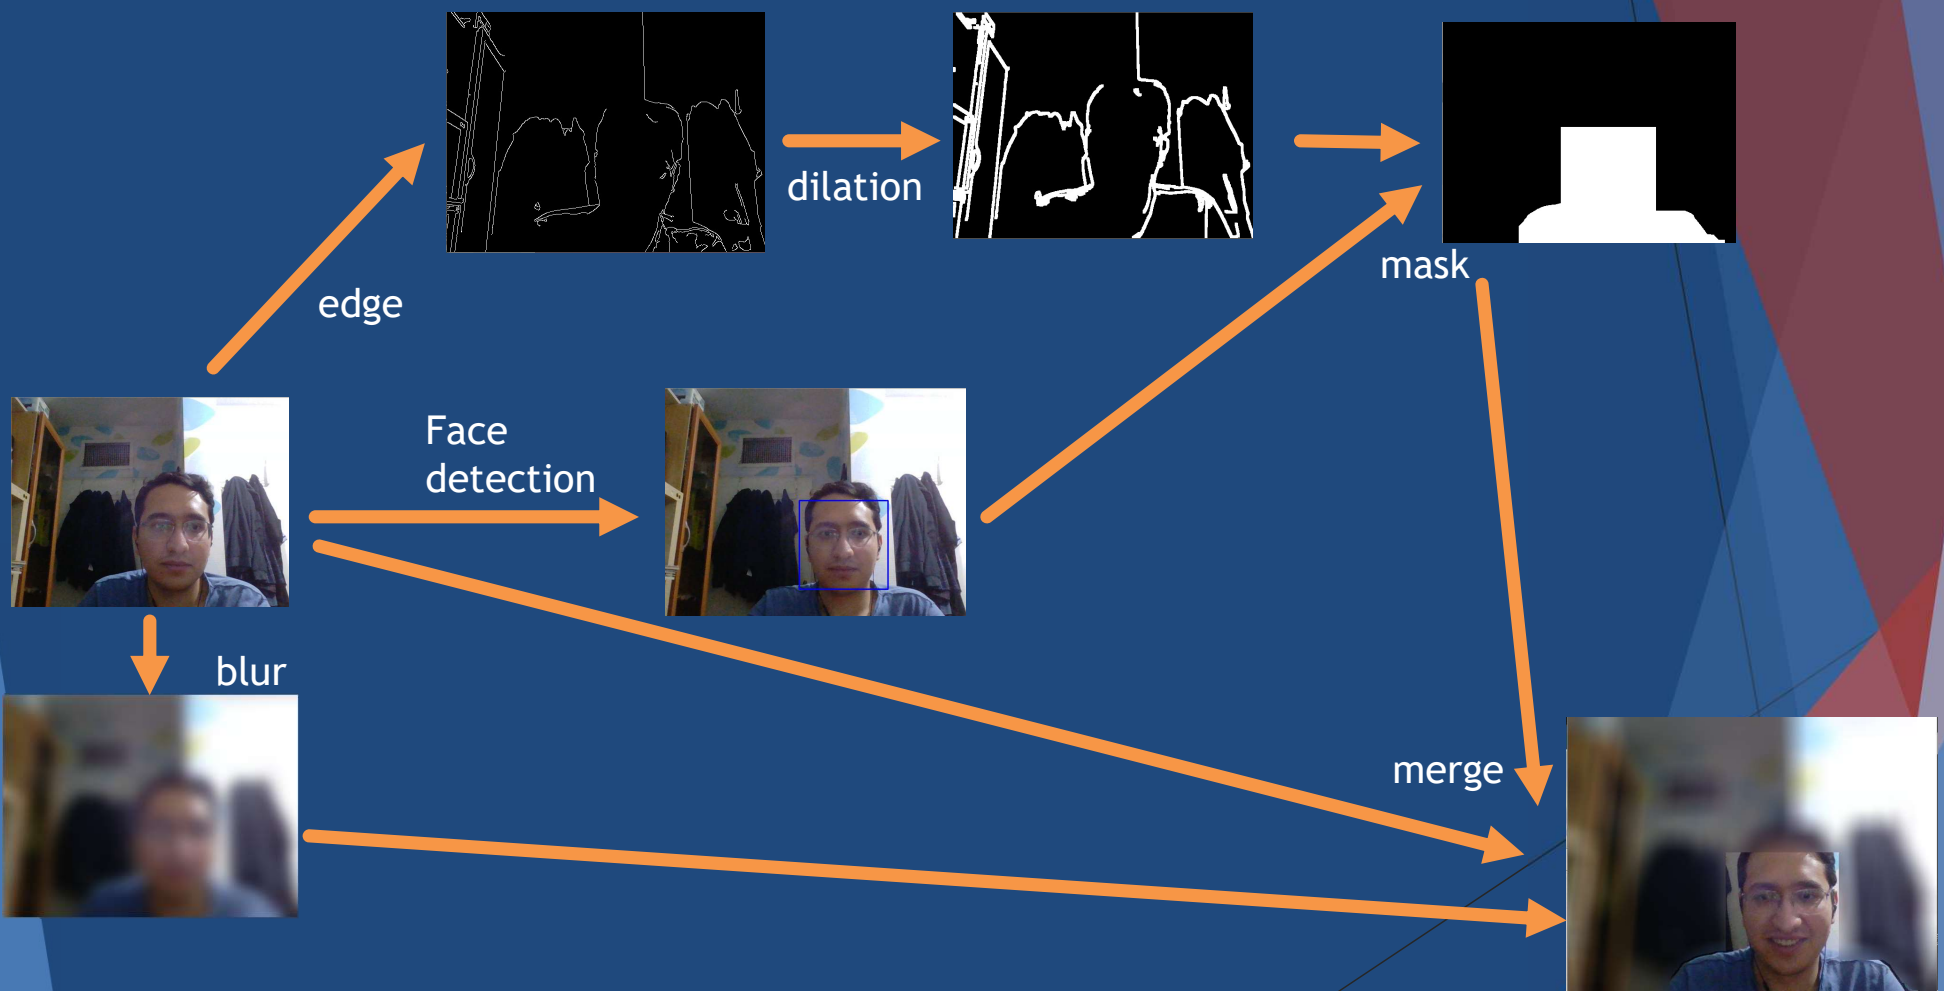 dilation
mask
edge
Face
detection
blur
merge